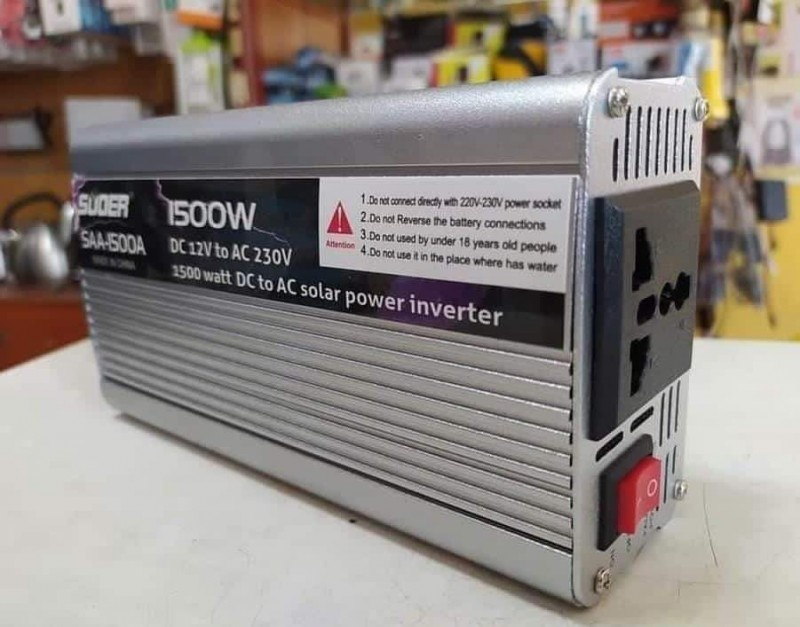 SUOER
SAA-1500A
MADE IN CHINA
1500W
DC 12V to AC 230V
1500 watt DC to AC solar power inverter
Attention
1.Do not connect directly with 220V-230V power socket
2.Do not Reverse the battery connections
3.Do not used by under 18 years old people
4.Do not use it in the place where has water